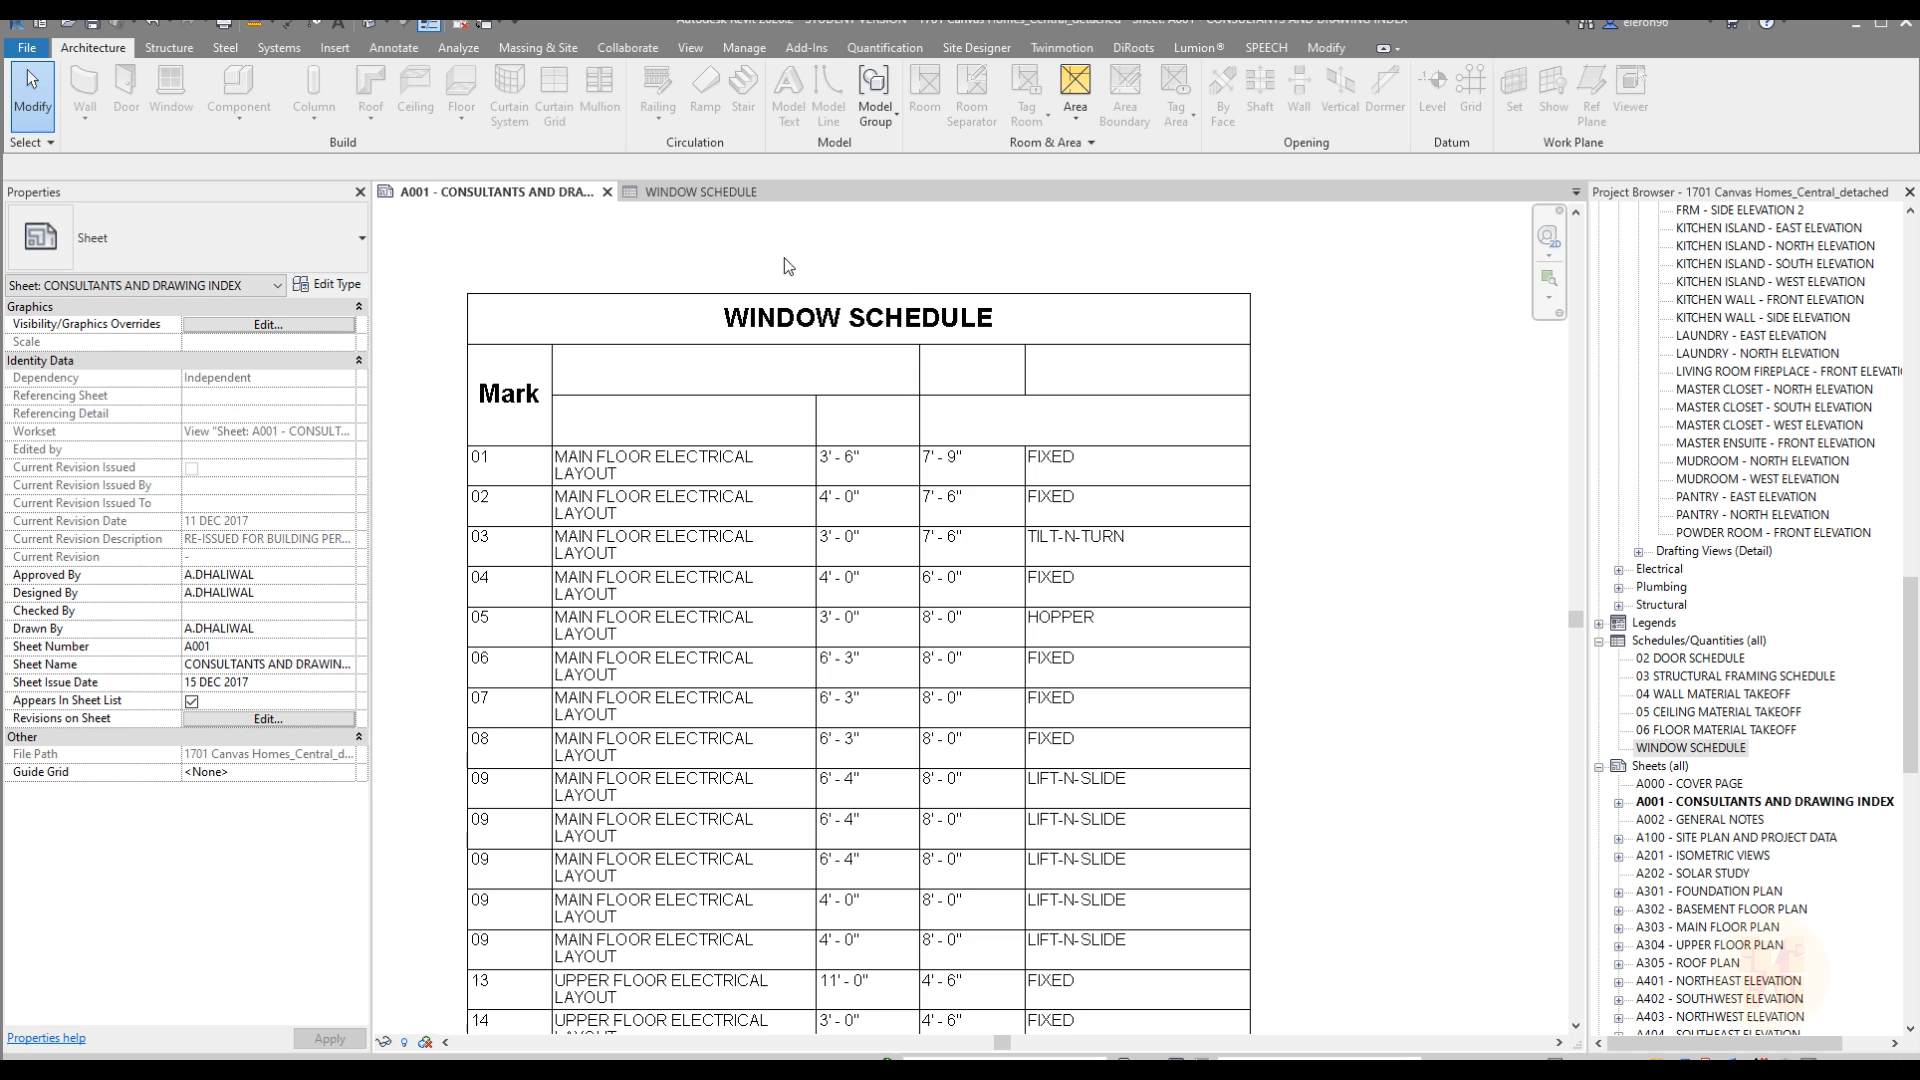 Autodesk Revit 2020.2 - STUDENT VERSION - 1701 Canvas Homes_Central_detached - Sheet: A001 - CONSULTANTS AND DRAWING INDEX
eleron96
File Architecture Structure Steel Systems Insert Annotate Analyze Massing & Site Collaborate View Manage Add-Ins Quantification Site Designer Twinmotion DiRoots Lumion® SPEECH Modify
Modify Wall Door Window Component Column Roof Ceiling Floor Curtain System Curtain Grid Mullion Railing Ramp Stair Model Text Model Line Model Group Room Room Separator Tag Room Area Area Boundary Tag Area By Face Shaft Wall Vertical Dormer Level Grid Set Show Ref Plane Viewer
Select Build Circulation Model Room & Area Opening Datum Work Plane
Properties
Sheet
Sheet: CONSULTANTS AND DRAWING INDEX Edit Type
Graphics
Visibility/Graphics Overrides Edit...
Scale
Identity Data
Dependency Independent
Referencing Sheet
Referencing Detail
Workset View "Sheet: A001 - CONSULT...
Edited by
Current Revision Issued
Current Revision Issued By
Current Revision Issued To
Current Revision Date 11 DEC 2017
Current Revision Description RE-ISSUED FOR BUILDING PER...
Current Revision -
Approved By A.DHALIWAL
Designed By A.DHALIWAL
Checked By
Drawn By A.DHALIWAL
Sheet Number A001
Sheet Name CONSULTANTS AND DRAWIN...
Sheet Issue Date 15 DEC 2017
Appears In Sheet List
Revisions on Sheet Edit...
Other
File Path 1701 Canvas Homes_Central_d...
Guide Grid <None>
Properties help Apply
A001 - CONSULTANTS AND DRA... WINDOW SCHEDULE
2D
WINDOW SCHEDULE
Mark
01 MAIN FLOOR ELECTRICAL LAYOUT 3' - 6" 7' - 9" FIXED
02 MAIN FLOOR ELECTRICAL LAYOUT 4' - 0" 7' - 6" FIXED
03 MAIN FLOOR ELECTRICAL LAYOUT 3' - 0" 7' - 6" TILT-N-TURN
04 MAIN FLOOR ELECTRICAL LAYOUT 4' - 0" 6' - 0" FIXED
05 MAIN FLOOR ELECTRICAL LAYOUT 3' - 0" 8' - 0" HOPPER
06 MAIN FLOOR ELECTRICAL LAYOUT 6' - 3" 8' - 0" FIXED
07 MAIN FLOOR ELECTRICAL LAYOUT 6' - 3" 8' - 0" FIXED
08 MAIN FLOOR ELECTRICAL LAYOUT 6' - 3" 8' - 0" FIXED
09 MAIN FLOOR ELECTRICAL LAYOUT 6' - 4" 8' - 0" LIFT-N-SLIDE
09 MAIN FLOOR ELECTRICAL LAYOUT 6' - 4" 8' - 0" LIFT-N-SLIDE
09 MAIN FLOOR ELECTRICAL LAYOUT 6' - 4" 8' - 0" LIFT-N-SLIDE
09 MAIN FLOOR ELECTRICAL LAYOUT 4' - 0" 8' - 0" LIFT-N-SLIDE
09 MAIN FLOOR ELECTRICAL LAYOUT 4' - 0" 8' - 0" LIFT-N-SLIDE
13 UPPER FLOOR ELECTRICAL LAYOUT 11' - 0" 4' - 6" FIXED
14 UPPER FLOOR ELECTRICAL LAYOUT 3' - 0" 4' - 6" FIXED
Project Browser - 1701 Canvas Homes_Central_detached
FRM - SIDE ELEVATION 2
KITCHEN ISLAND - EAST ELEVATION
KITCHEN ISLAND - NORTH ELEVATION
KITCHEN ISLAND - SOUTH ELEVATION
KITCHEN ISLAND - WEST ELEVATION
KITCHEN WALL - FRONT ELEVATION
KITCHEN WALL - SIDE ELEVATION
LAUNDRY - EAST ELEVATION
LAUNDRY - NORTH ELEVATION
LIVING ROOM FIREPLACE - FRONT ELEVATI
MASTER CLOSET - NORTH ELEVATION
MASTER CLOSET - SOUTH ELEVATION
MASTER CLOSET - WEST ELEVATION
MASTER ENSUITE - FRONT ELEVATION
MUDROOM - NORTH ELEVATION
MUDROOM - WEST ELEVATION
PANTRY - EAST ELEVATION
PANTRY - NORTH ELEVATION
POWDER ROOM - FRONT ELEVATION
Drafting Views (Detail)
Electrical
Plumbing
Structural
Legends
Schedules/Quantities (all)
02 DOOR SCHEDULE
03 STRUCTURAL FRAMING SCHEDULE
04 WALL MATERIAL TAKEOFF
05 CEILING MATERIAL TAKEOFF
06 FLOOR MATERIAL TAKEOFF
WINDOW SCHEDULE
Sheets (all)
A000 - COVER PAGE
A001 - CONSULTANTS AND DRAWING INDEX
A002 - GENERAL NOTES
A100 - SITE PLAN AND PROJECT DATA
A201 - ISOMETRIC VIEWS
A202 - SOLAR STUDY
A301 - FOUNDATION PLAN
A302 - BASEMENT FLOOR PLAN
A303 - MAIN FLOOR PLAN
A304 - UPPER FLOOR PLAN
A305 - ROOF PLAN
A401 - NORTHEAST ELEVATION
A402 - SOUTHWEST ELEVATION
A403 - NORTHWEST ELEVATION
A404 - SOUTHEAST ELEVATION